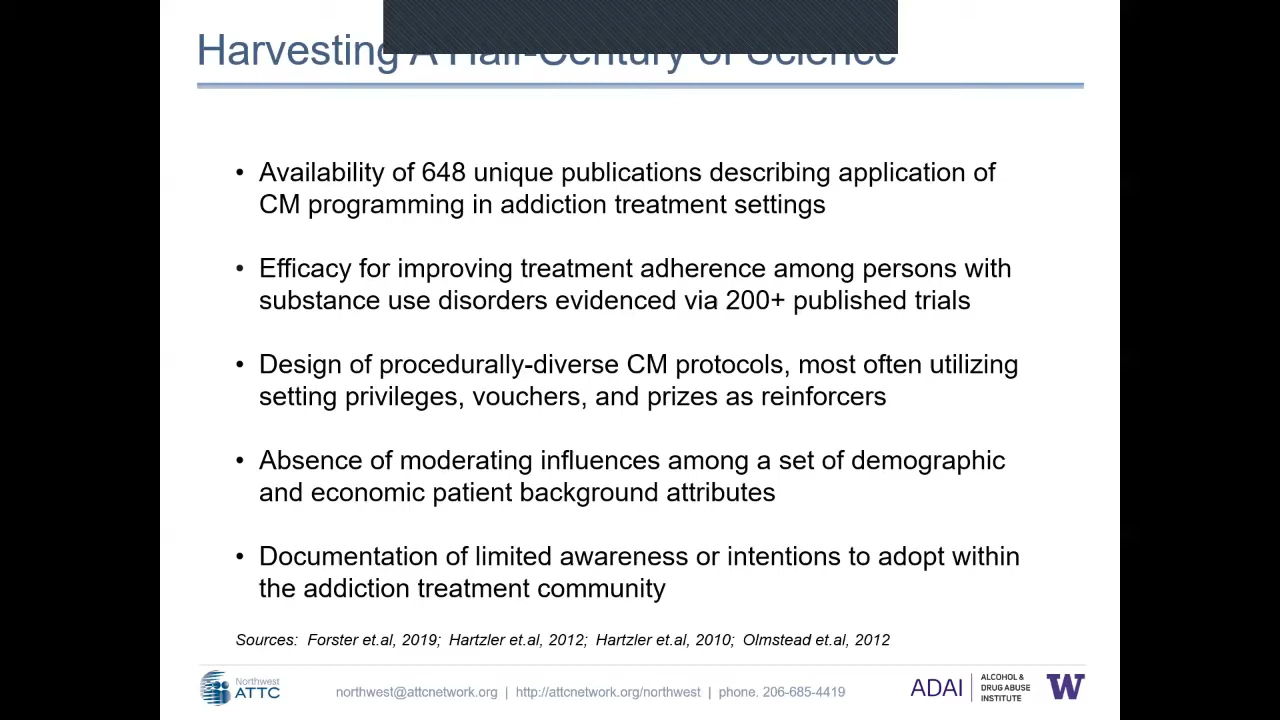 Harvesting A Half-Century of Science
• Availability of 648 unique publications describing application of
CM programming in addiction treatment settings
• Efficacy for improving treatment adherence among persons with
substance use disorders evidenced via 200+ published trials
• Design of procedurally-diverse CM protocols, most often utilizing
setting privileges, vouchers, and prizes as reinforcers
• Absence of moderating influences among a set of demographic
and economic patient background attributes
• Documentation of limited awareness or intentions to adopt within
the addiction treatment community
Sources: Forster et.al, 2019; Hartzler et.al, 2012; Hartzler et.al, 2010; Olmstead et.al, 2012
Northwest
ATTC
northwest@attcnetwork.org | http://attcnetwork.org/northwest | phone. 206-685-4419
ADAI
ALCOHOL &
DRUG ABUSE
INSTITUTE
W